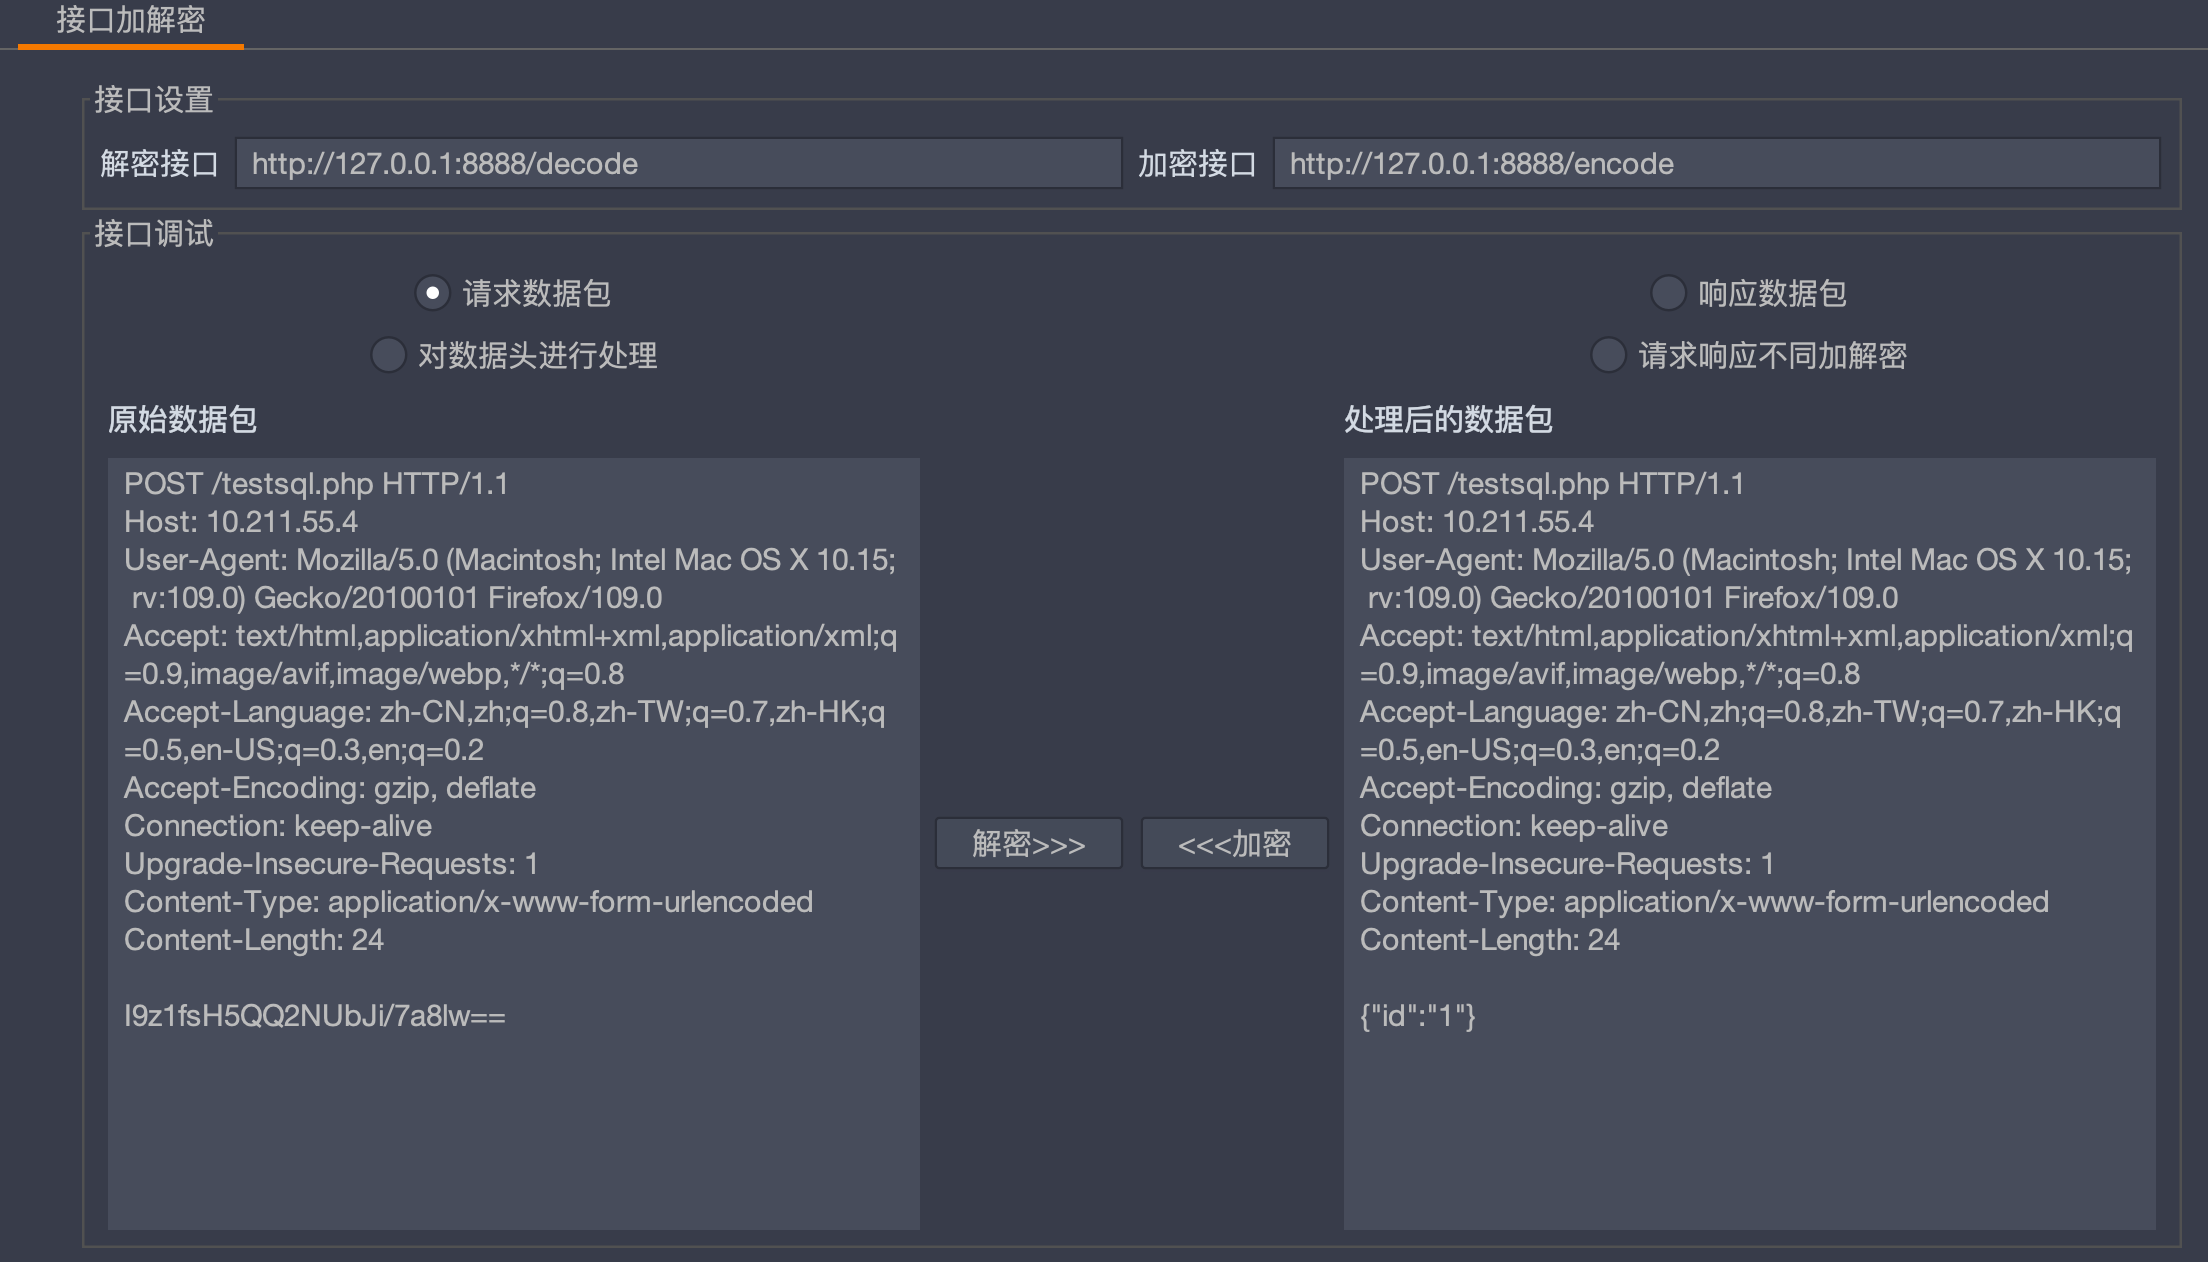 接口加解密
接口设置
解密接口 http://127.0.0.1:8888/decode 加密接口 http://127.0.0.1:8888/encode
接口调试
请求数据包 响应数据包
对数据头进行处理 请求响应不同加解密
原始数据包
POST /testsql.php HTTP/1.1
Host: 10.211.55.4
User-Agent: Mozilla/5.0 (Macintosh; Intel Mac OS X 10.15;
rv:109.0) Gecko/20100101 Firefox/109.0
Accept: text/html,application/xhtml+xml,application/xml;q
=0.9,image/avif,image/webp,*/*;q=0.8
Accept-Language: zh-CN,zh;q=0.8,zh-TW;q=0.7,zh-HK;q
=0.5,en-US;q=0.3,en;q=0.2
Accept-Encoding: gzip, deflate
Connection: keep-alive
Upgrade-Insecure-Requests: 1
Content-Type: application/x-www-form-urlencoded
Content-Length: 24
I9z1fsH5QQ2NUbJi/7a8lw==
解密>>> <<<加密
处理后的数据包
POST /testsql.php HTTP/1.1
Host: 10.211.55.4
User-Agent: Mozilla/5.0 (Macintosh; Intel Mac OS X 10.15;
rv:109.0) Gecko/20100101 Firefox/109.0
Accept: text/html,application/xhtml+xml,application/xml;q
=0.9,image/avif,image/webp,*/*;q=0.8
Accept-Language: zh-CN,zh;q=0.8,zh-TW;q=0.7,zh-HK;q
=0.5,en-US;q=0.3,en;q=0.2
Accept-Encoding: gzip, deflate
Connection: keep-alive
Upgrade-Insecure-Requests: 1
Content-Type: application/x-www-form-urlencoded
Content-Length: 24
{"id":"1"}